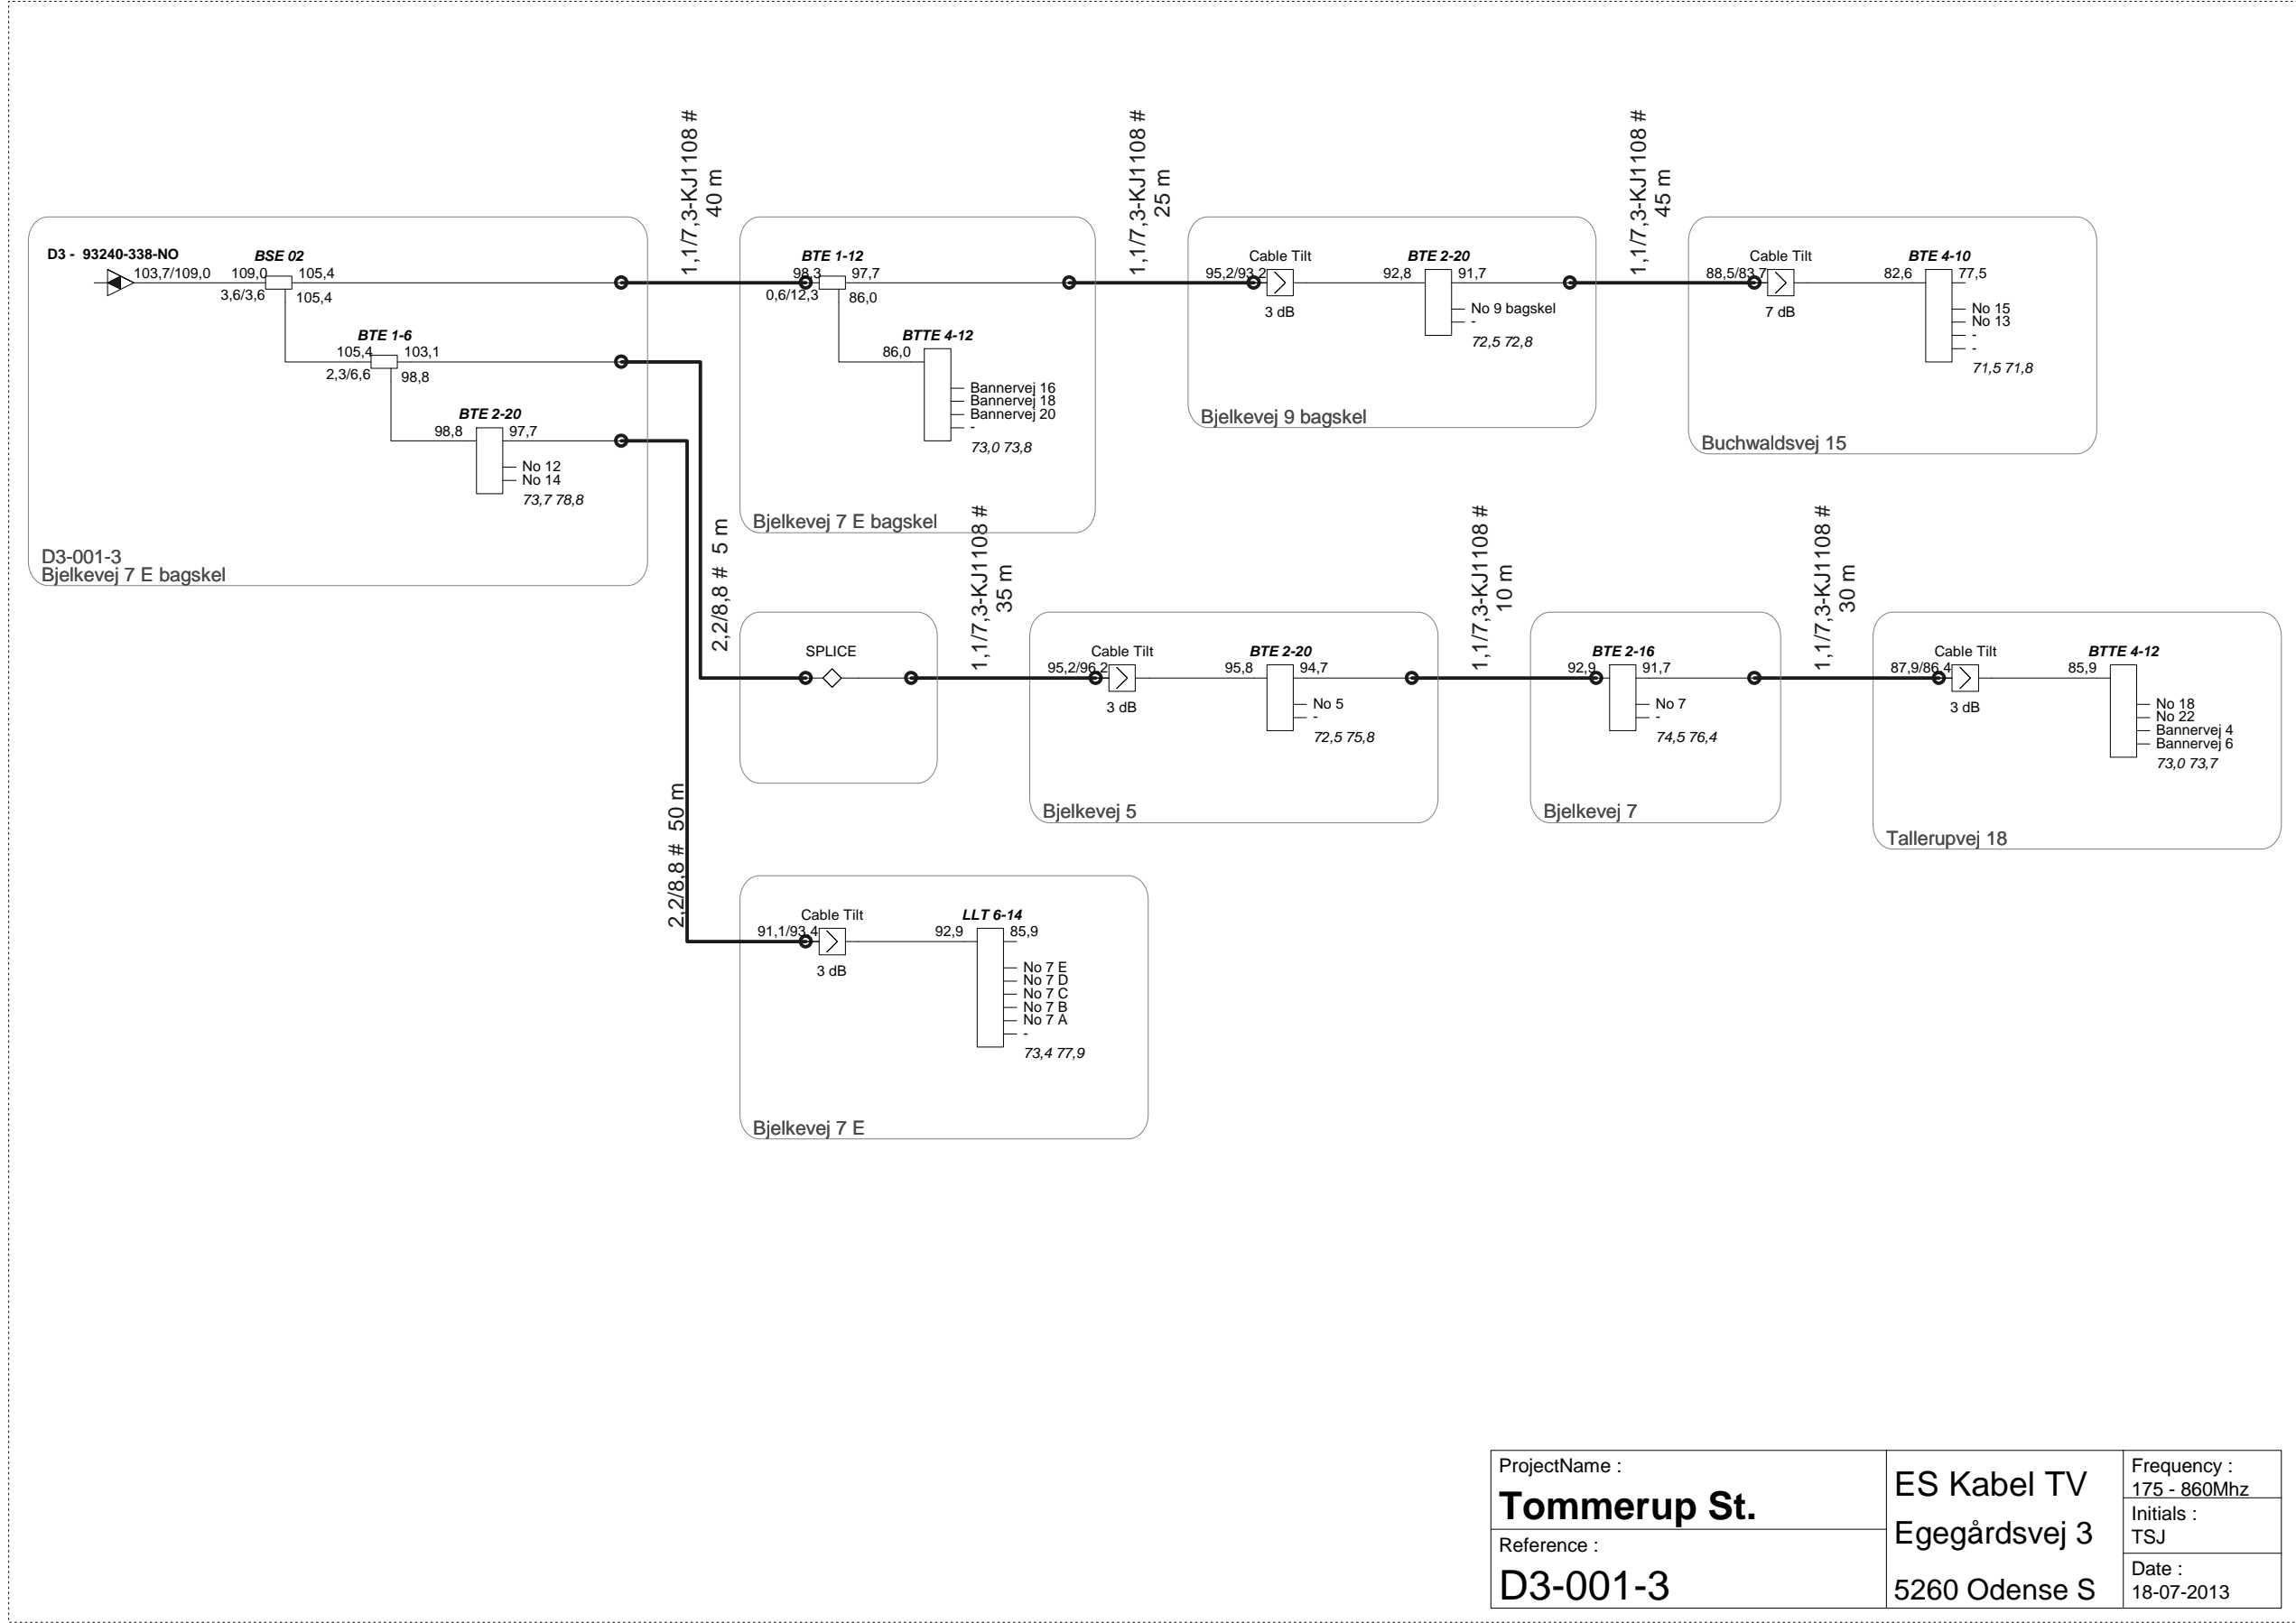 1,1/7,3-KJ1108 #
40 m
1,1/7,3-KJ1108 #
25 m
1,1/7,3-KJ1108 #
45 m
D3 - 93240-338-NO
103,7/109,0
BSE 02
109,0
105,4
3,6/3,6
105,4
BTE 1-6
105,4
103,1
2,3/6,6
98,8
BTE 2-20
98,8
97,7
No 12
No 14
73,7 78,8
D3-001-3
Bjelkevej 7 E bagskel
BTE 1-12
98,3
97,7
0,6/12,3
86,0
BTTE 4-12
86,0
Bannervej 16
Bannervej 18
Bannervej 20
-
73,0 73,8
Bjelkevej 7 E bagskel
Cable Tilt
95,2/93,2
3 dB
BTE 2-20
92,8
91,7
No 9 bagskel
-
72,5 72,8
Bjelkevej 9 bagskel
Cable Tilt
88,5/83,7
7 dB
BTE 4-10
82,6
77,5
No 15
No 13
-
-
71,5 71,8
Buchwaldsvej 15
2,2/8,8 # 5 m
1,1/7,3-KJ1108 #
35 m
1,1/7,3-KJ1108 #
10 m
1,1/7,3-KJ1108 #
30 m
SPLICE
Cable Tilt
95,2/96,2
3 dB
BTE 2-20
95,8
94,7
No 5
-
72,5 75,8
Bjelkevej 5
BTE 2-16
92,9
91,7
No 7
-
74,5 76,4
Bjelkevej 7
Cable Tilt
87,9/86,4
3 dB
BTTE 4-12
85,9
No 18
No 22
Bannervej 4
Bannervej 6
73,0 73,7
Tallerupvej 18
2,2/8,8 # 50 m
Cable Tilt
91,1/93,4
3 dB
LLT 6-14
92,9
85,9
No 7 E
No 7 D
No 7 C
No 7 B
No 7 A
-
73,4 77,9
Bjelkevej 7 E
ProjectName :
Tommerup St.
Reference :
D3-001-3
ES Kabel TV
Egegårdsvej 3
5260 Odense S
Frequency :
175 - 860Mhz
Initials :
TSJ
Date :
18-07-2013